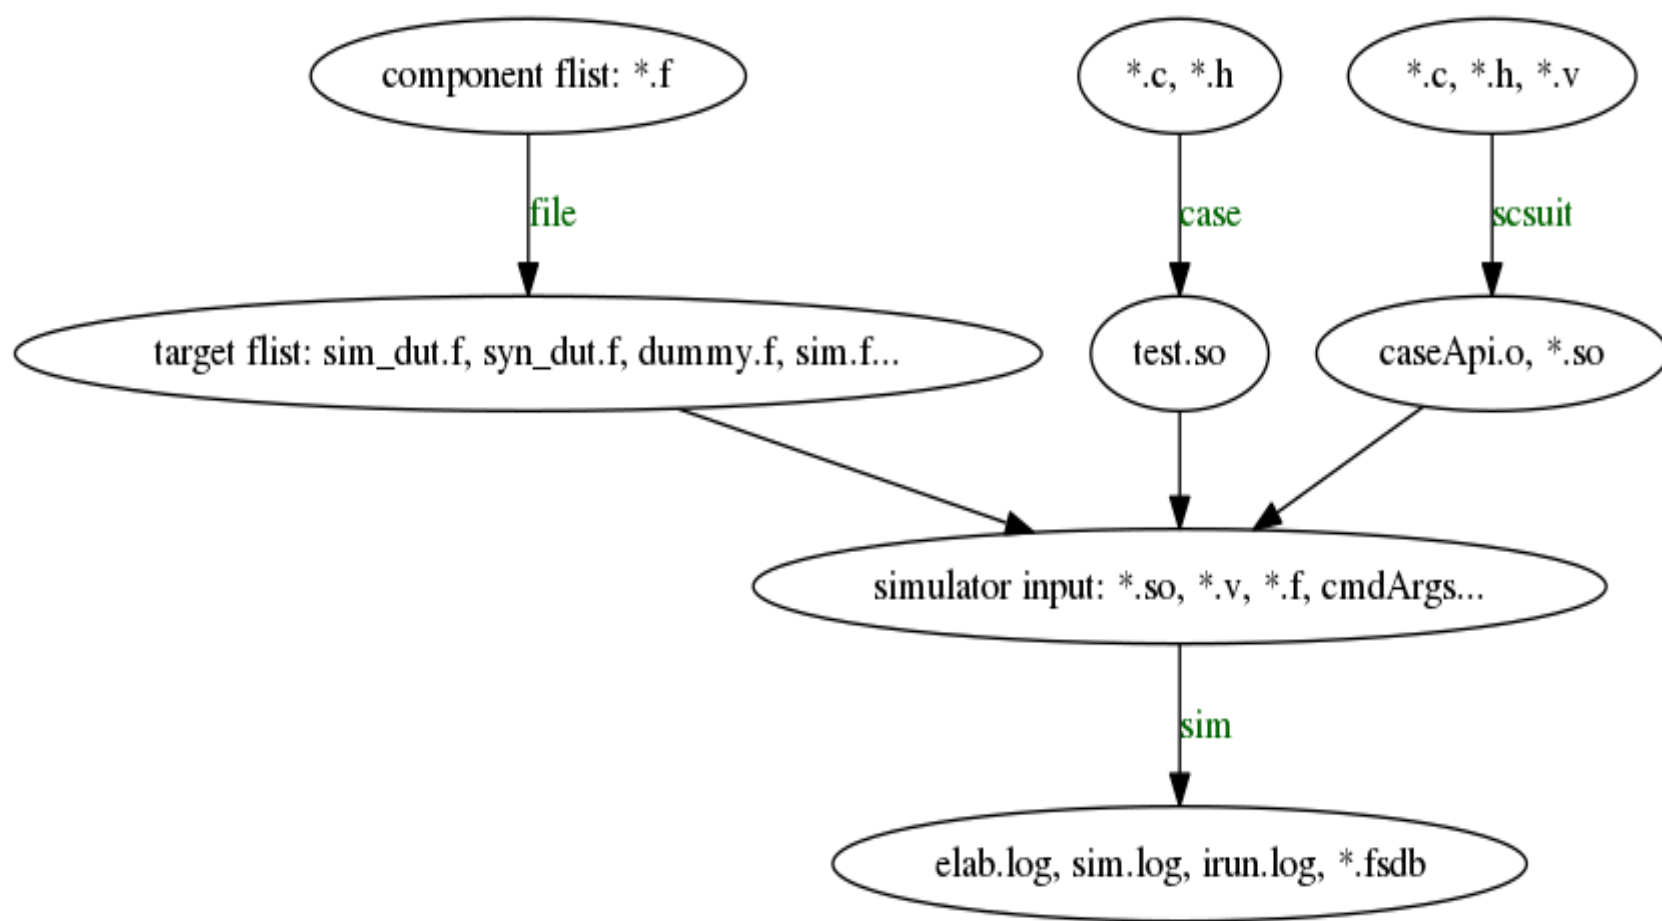 component flist: *.f
*.c, *.h
*.c, *.h, *.v
file
case
scsuit
target flist: sim_dut.f, syn_dut.f, dummy.f, sim.f...
test.so
caseApi.o, *.so
simulator input: *.so, *.v, *.f, cmdArgs...
sim
elab.log, sim.log, irun.log, *.fsdb